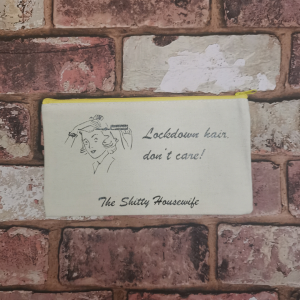 Lockdown hair,
don't care!
The Shitty Housewife